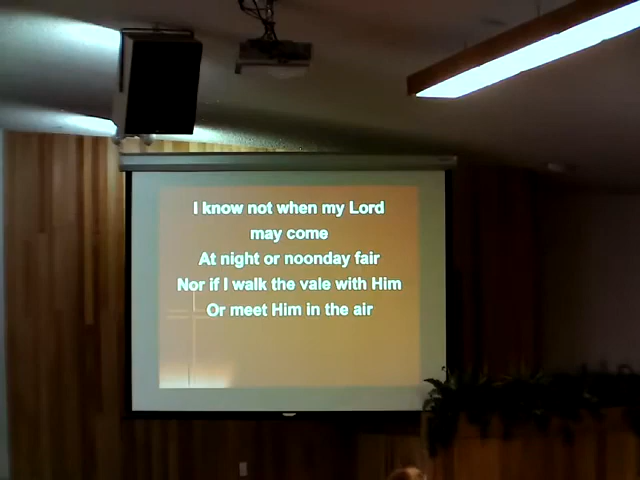 I know not when my Lord
may come
At night or noonday fair
Nor if I walk the vale with Him
Or meet Him in the air